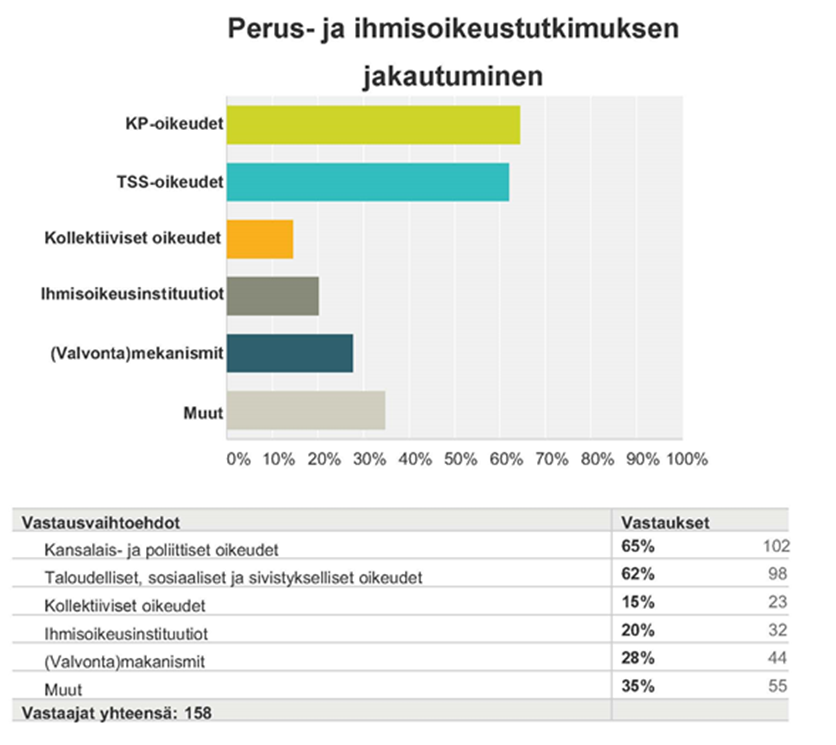 Perus- ja ihmisoikeustutkimuksen
jakautuminen
KP-oikeudet
TSS-oikeudet
Kollektiiviset oikeudet
Ihmisoikeusinstituutiot
(Valvonta)mekanismit
Muut
0% 10% 20% 30% 40% 50% 60% 70% 80% 90% 100%
Vastausvaihtoehdot Vastaukset
Kansalais- ja poliittiset oikeudet 65% 102
Taloudelliset, sosiaaliset ja sivistykselliset oikeudet 62% 98
Kollektiiviset oikeudet 15% 23
Ihmisoikeusinstituutiot 20% 32
(Valvonta)makanismit 28% 44
Muut 35% 55
Vastaajat yhteensä: 158